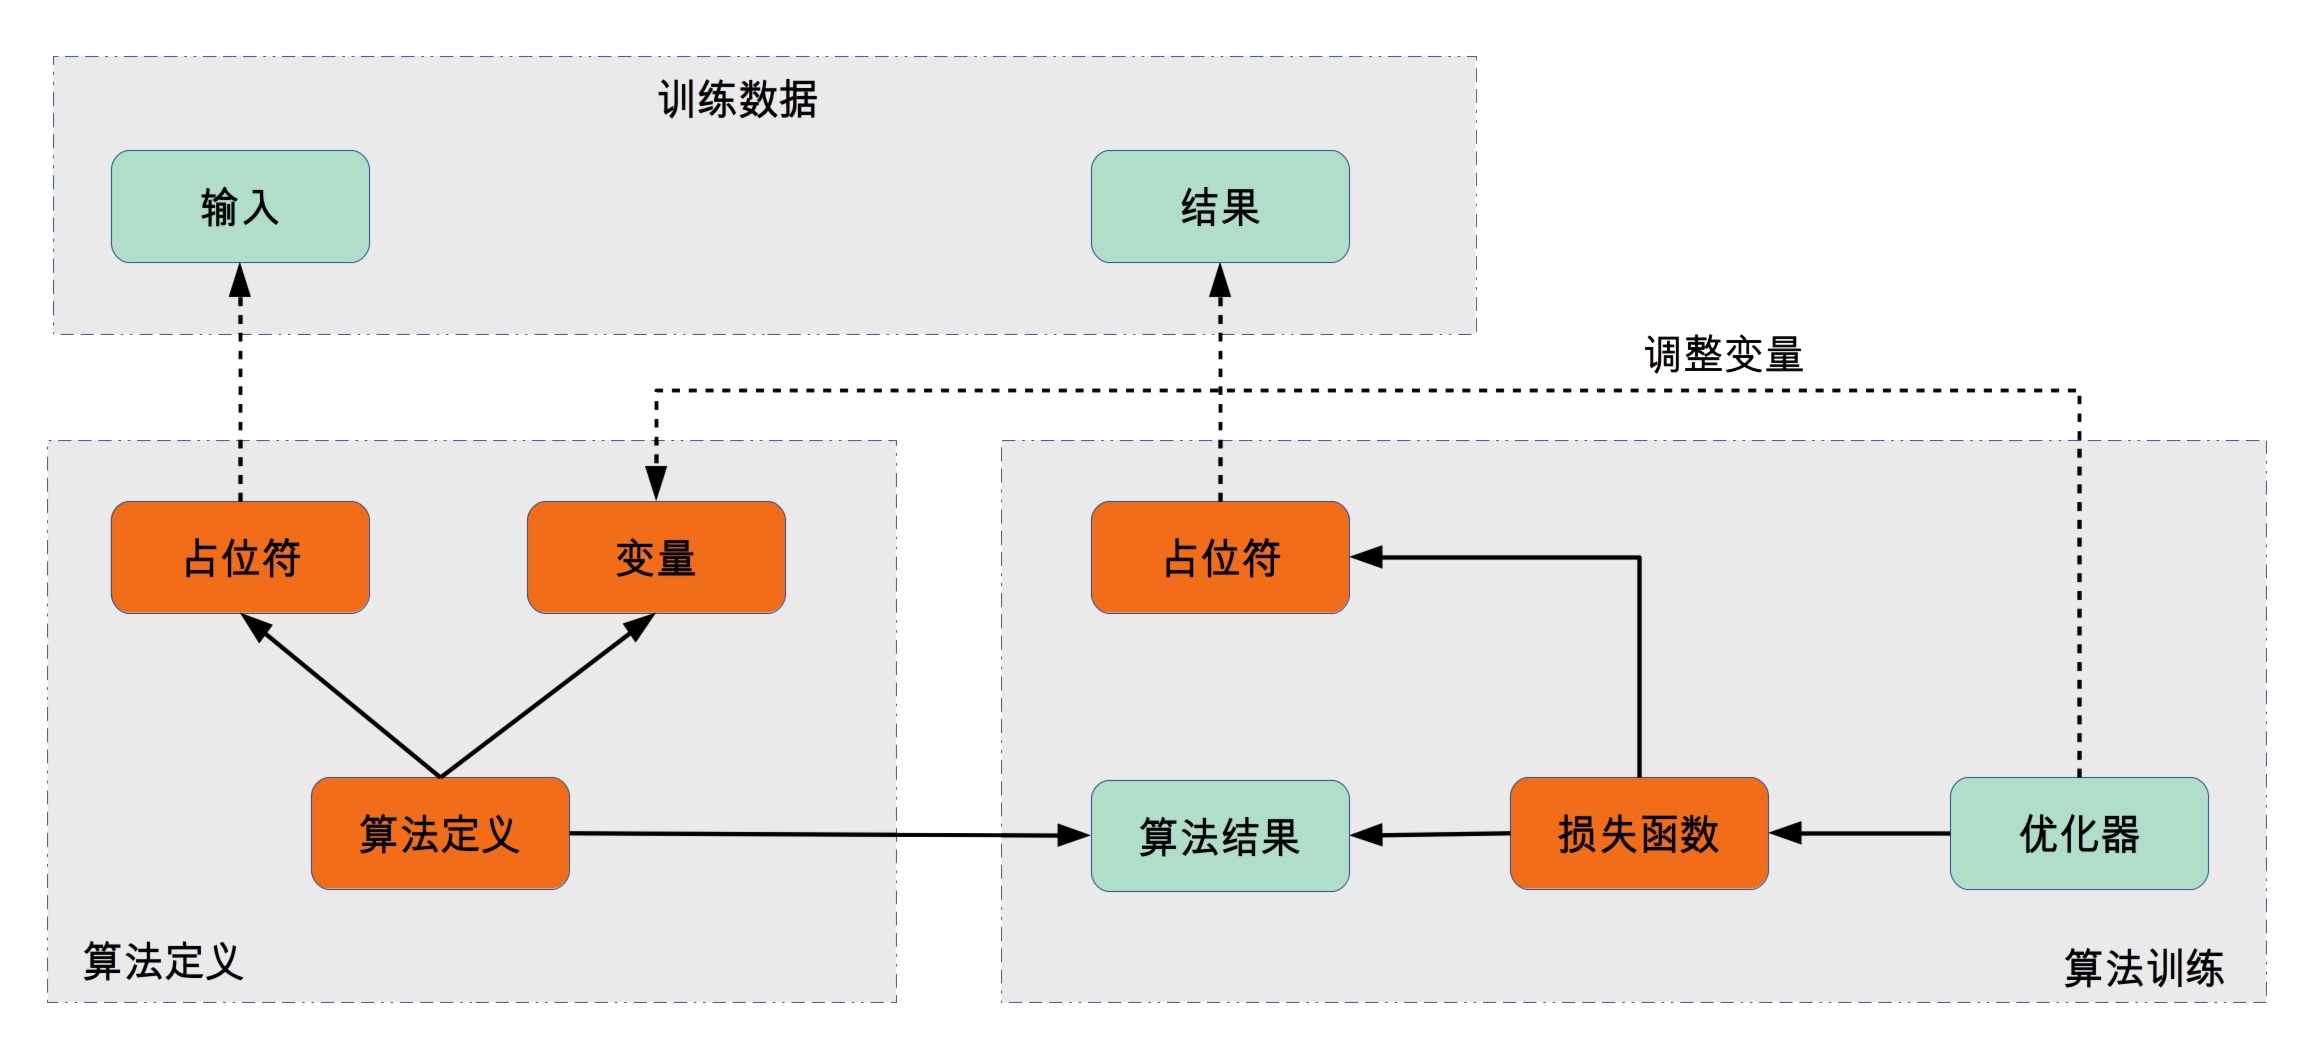 训练数据
输入
结果
调整变量
占位符
变量
占位符
算法定义
算法结果
损失函数
优化器
算法定义
算法训练